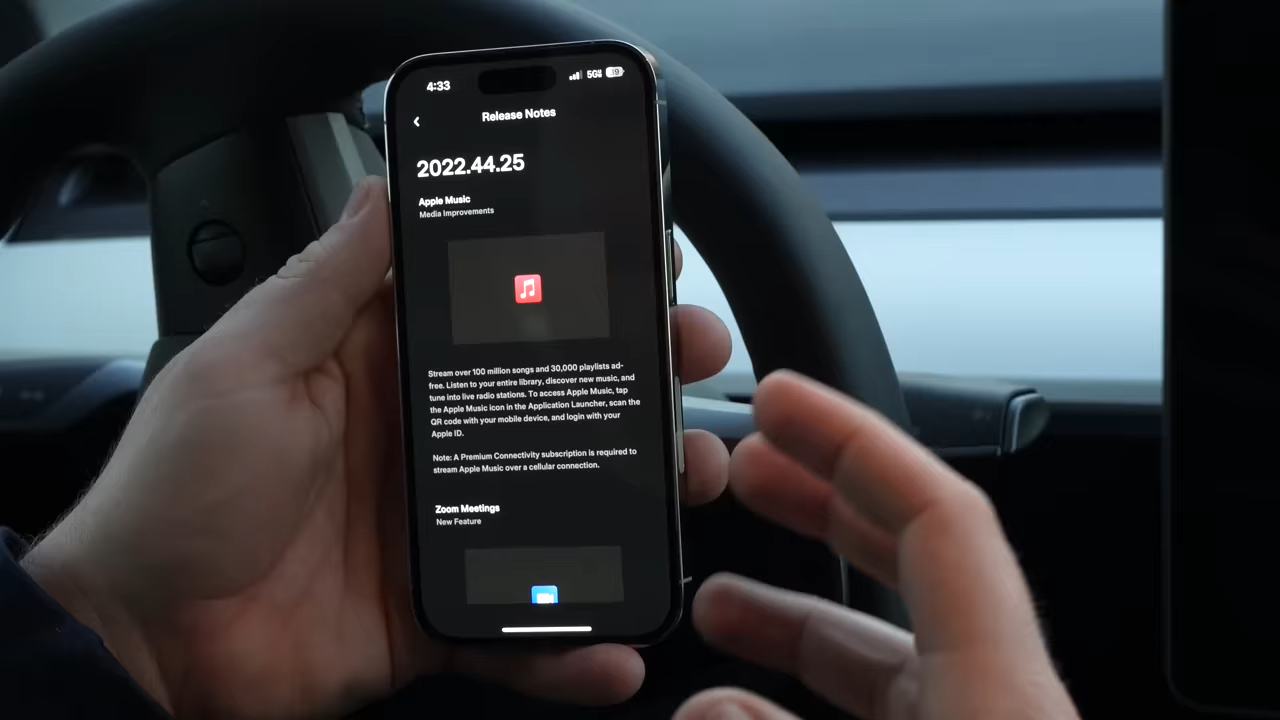 4:33
5G 19
Release Notes
2022.44.25
Apple Music
Media Improvements
Stream over 100 million songs and 30,000 playlists ad-
free. Listen to your entire library, discover new music, and
tune into live radio stations. To access Apple Music, tap
the Apple Music icon in the Application Launcher, scan the
QR code with your mobile device, and login with your
Apple ID.
Note: A Premium Connectivity subscription is required to
stream Apple Music over a cellular connection.
Zoom Meetings
New Feature